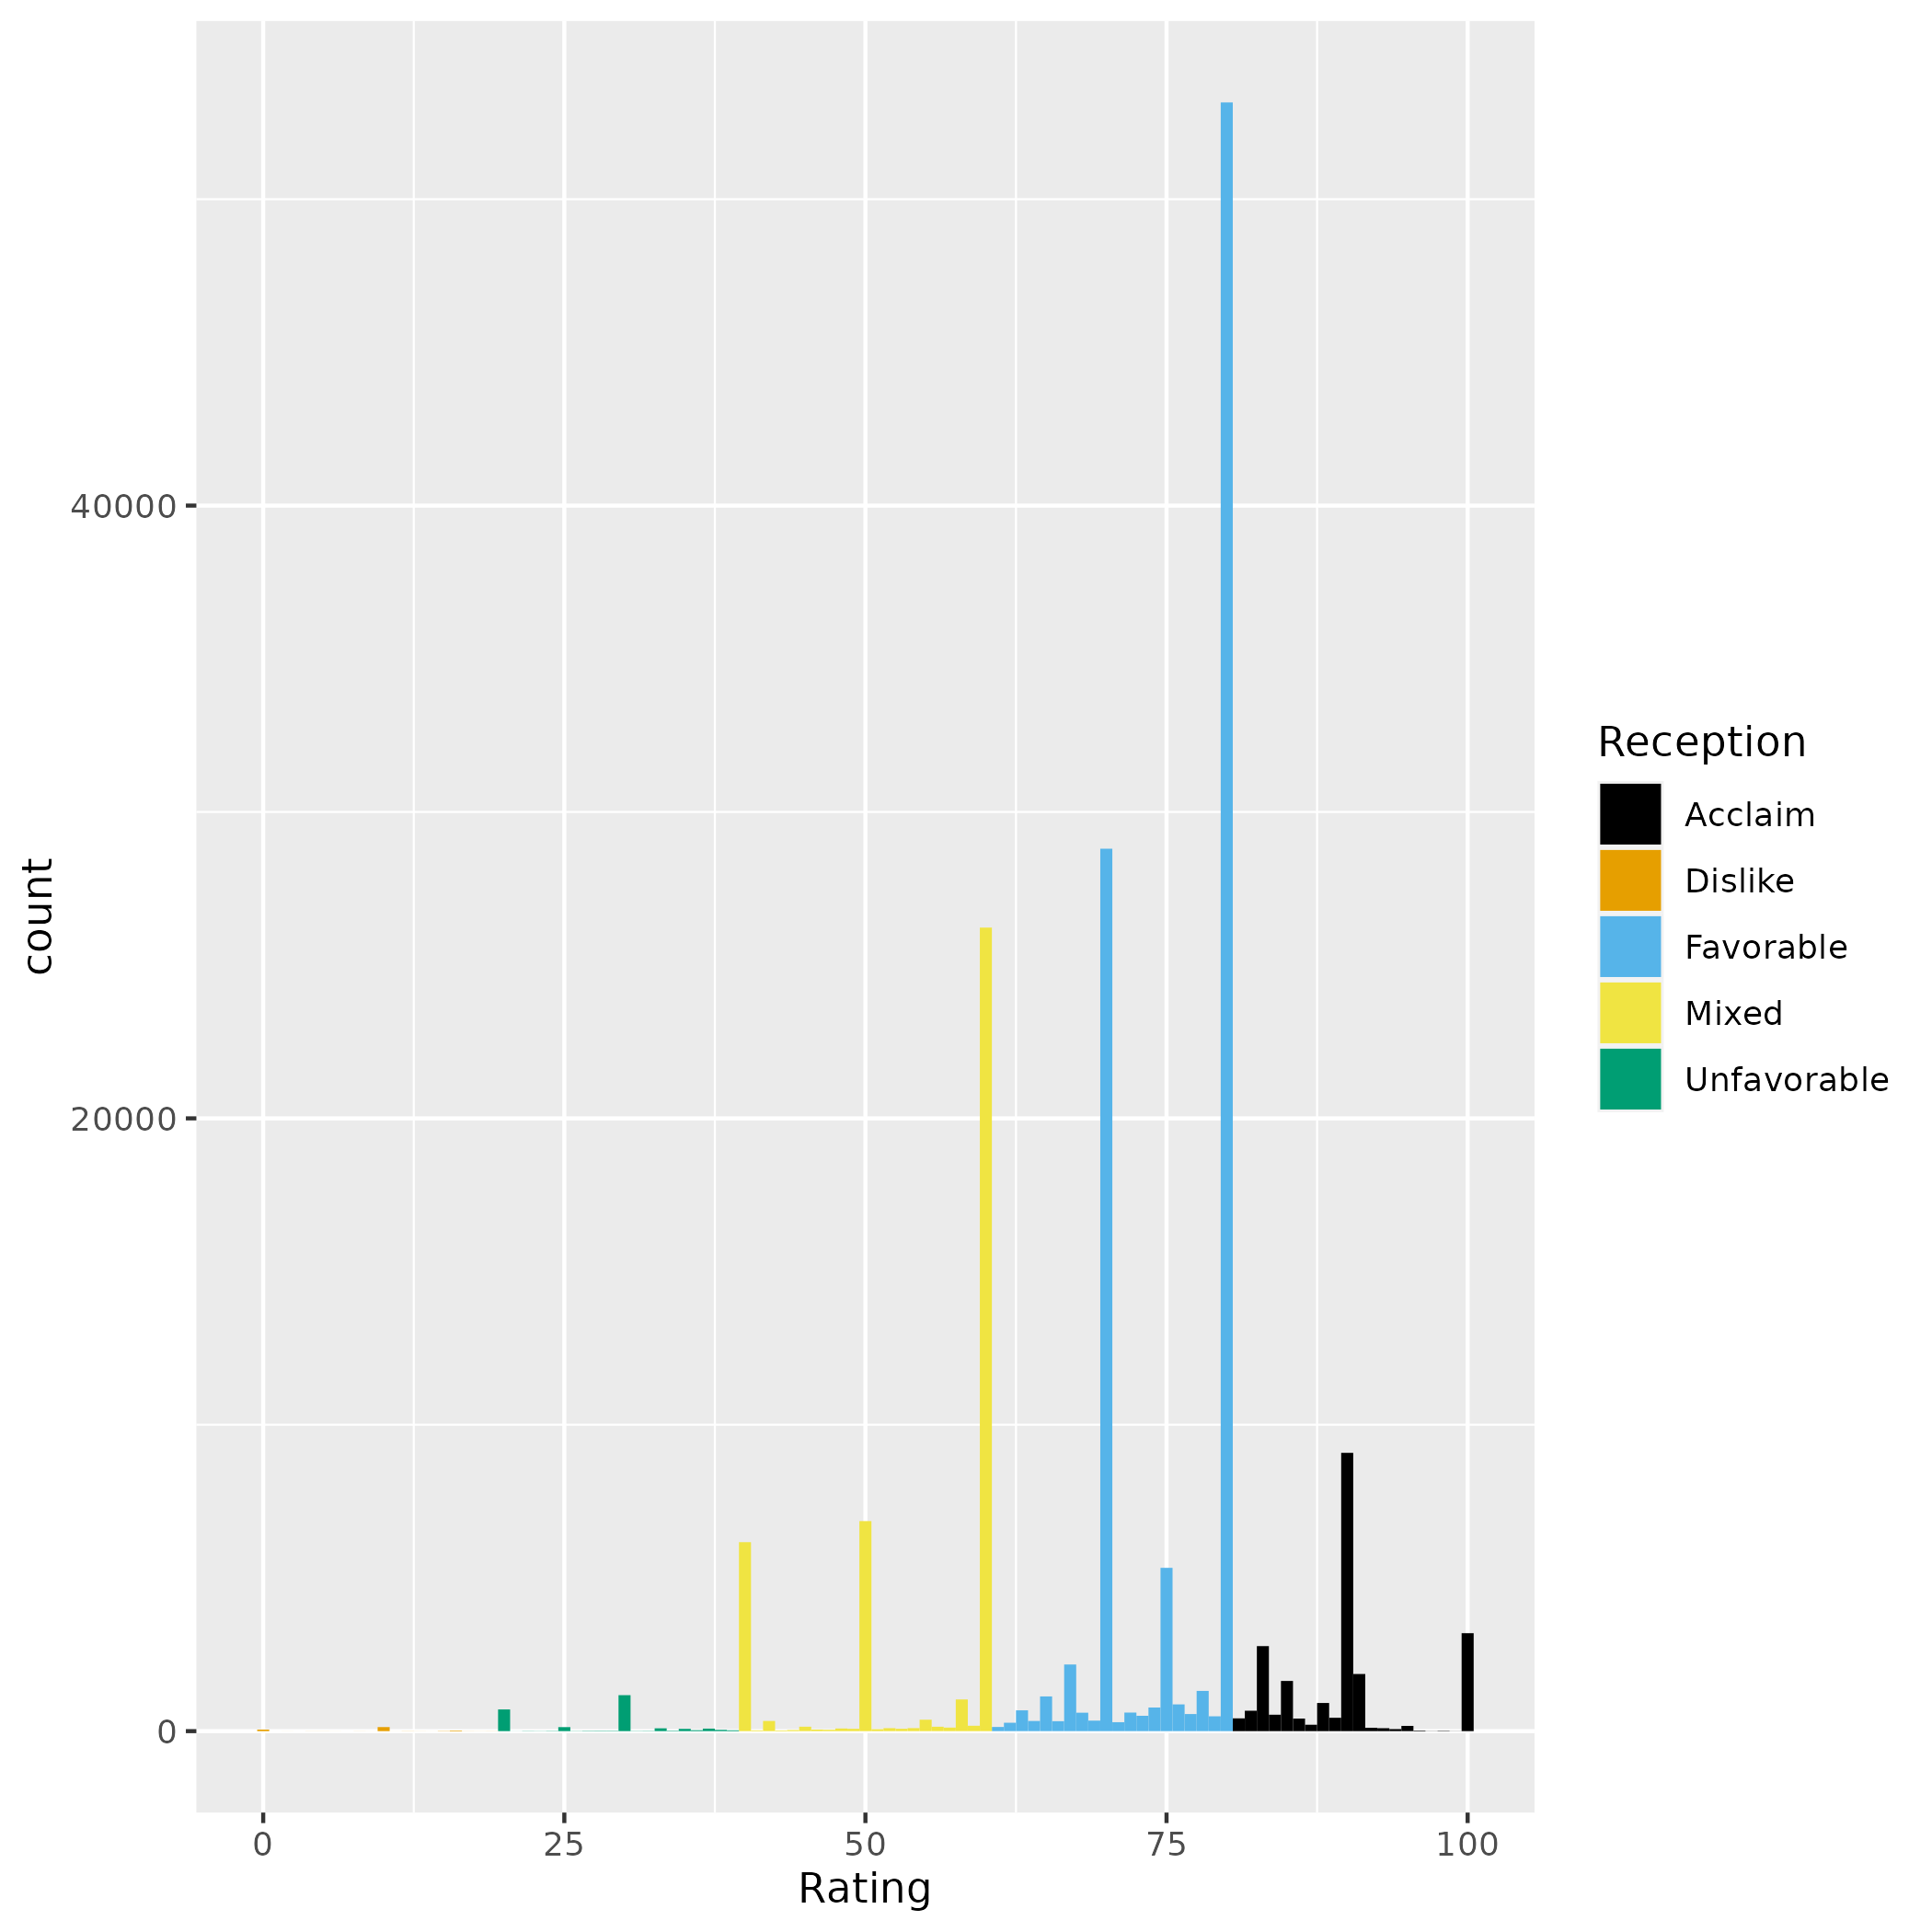 40000
20000
0
count
0 25 50 75 100
Rating
Reception
Acclaim
Dislike
Favorable
Mixed
Unfavorable